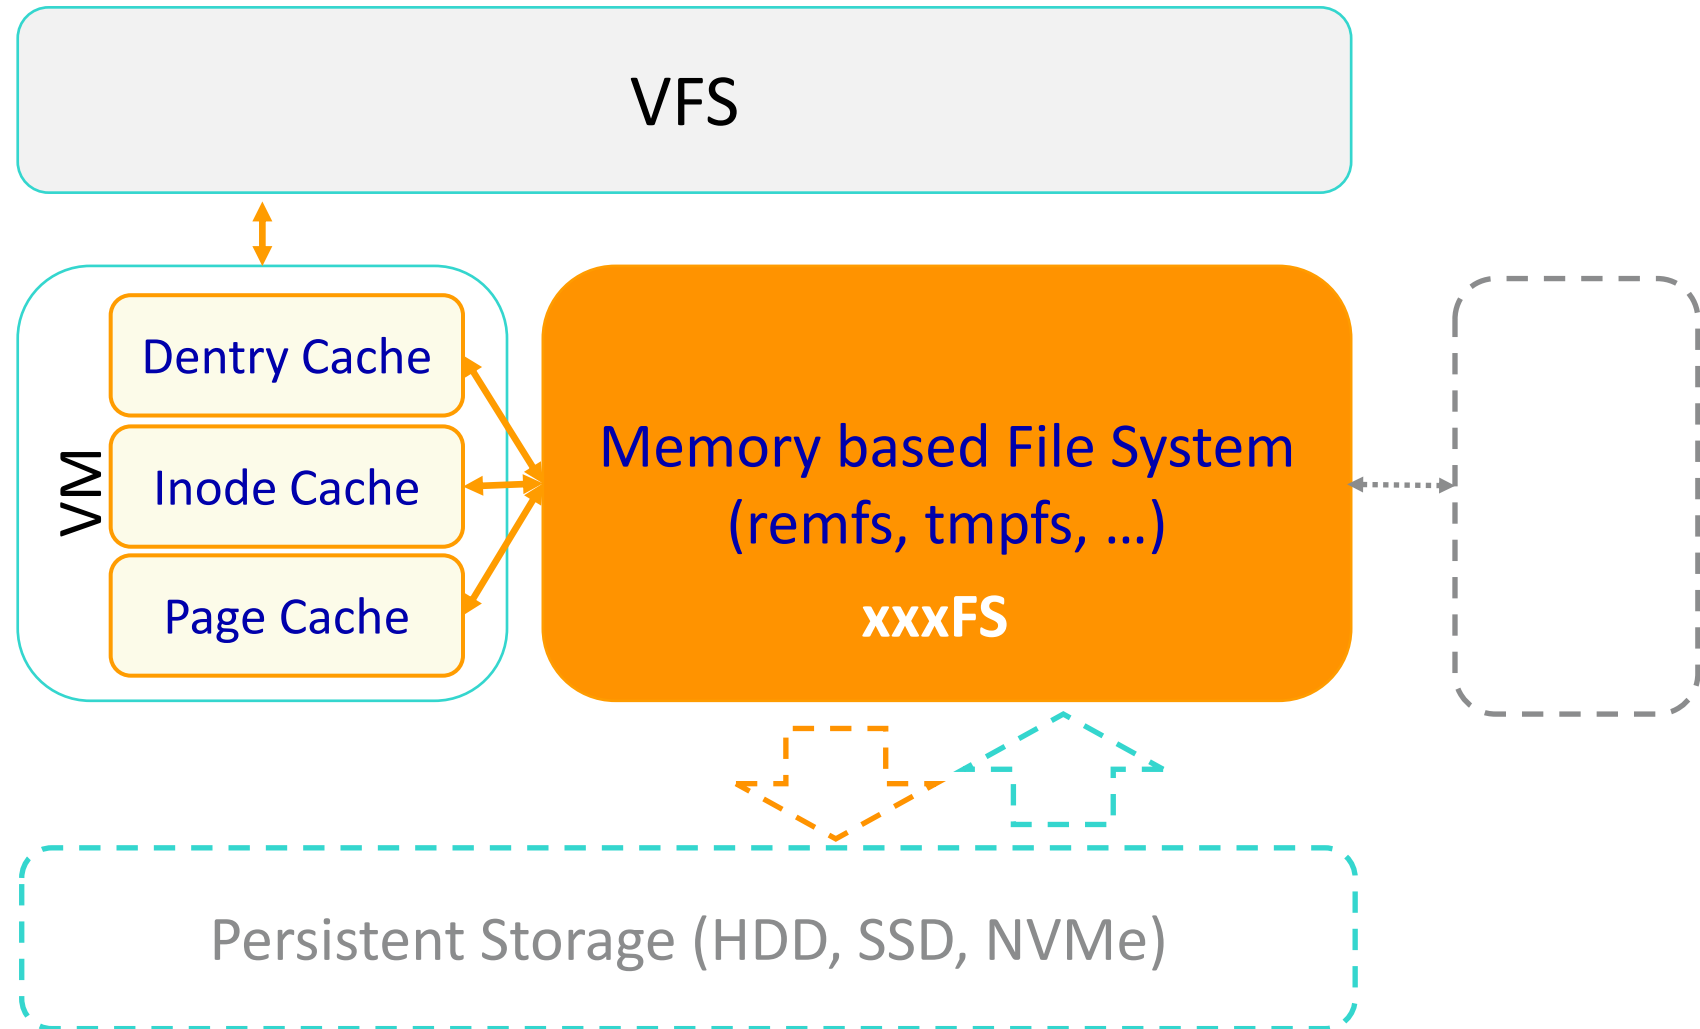 VFS
VM
Dentry Cache
Inode Cache
Page Cache
Memory based File System
(remfs, tmpfs, ...)
xxxFS
Persistent Storage (HDD, SSD, NVMe)